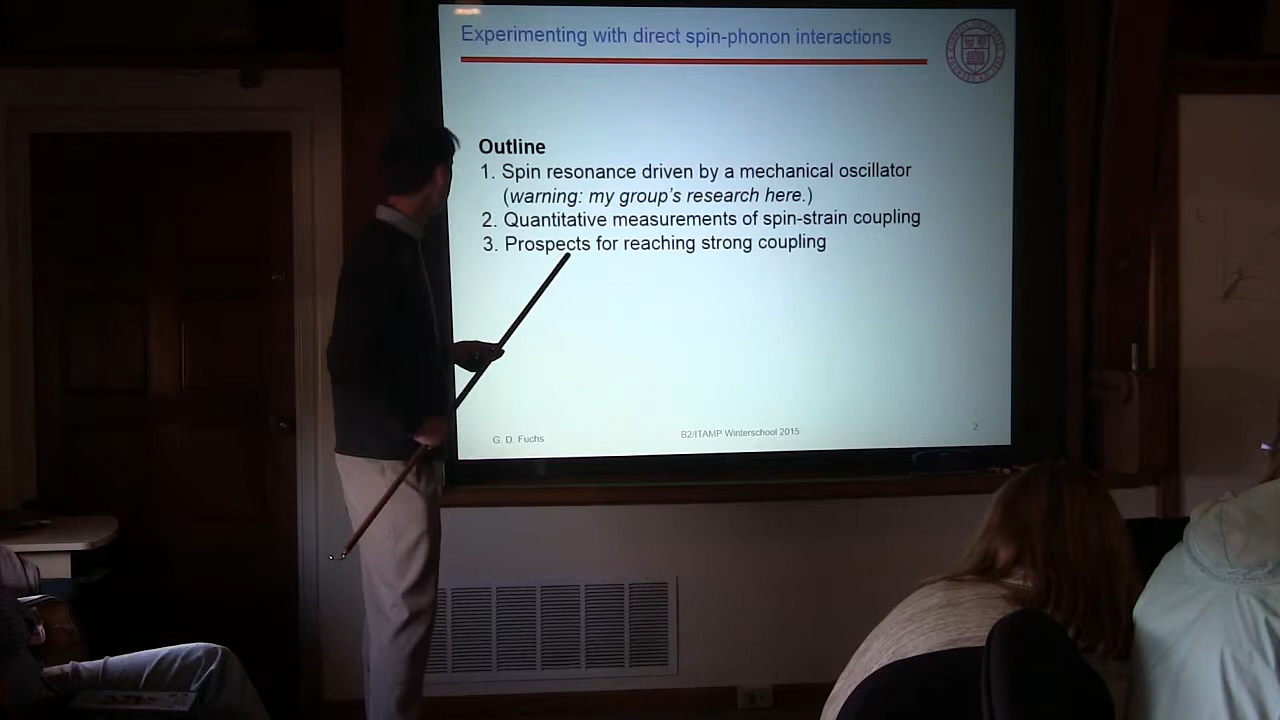 Experimenting with direct spin-phonon interactions
Outline
1. Spin resonance driven by a mechanical oscillator
(warning: my group's research here.)
2. Quantitative measurements of spin-strain coupling
3. Prospects for reaching strong coupling
G. D. Fuchs
B2/ITAMP Winterschool 2015
2